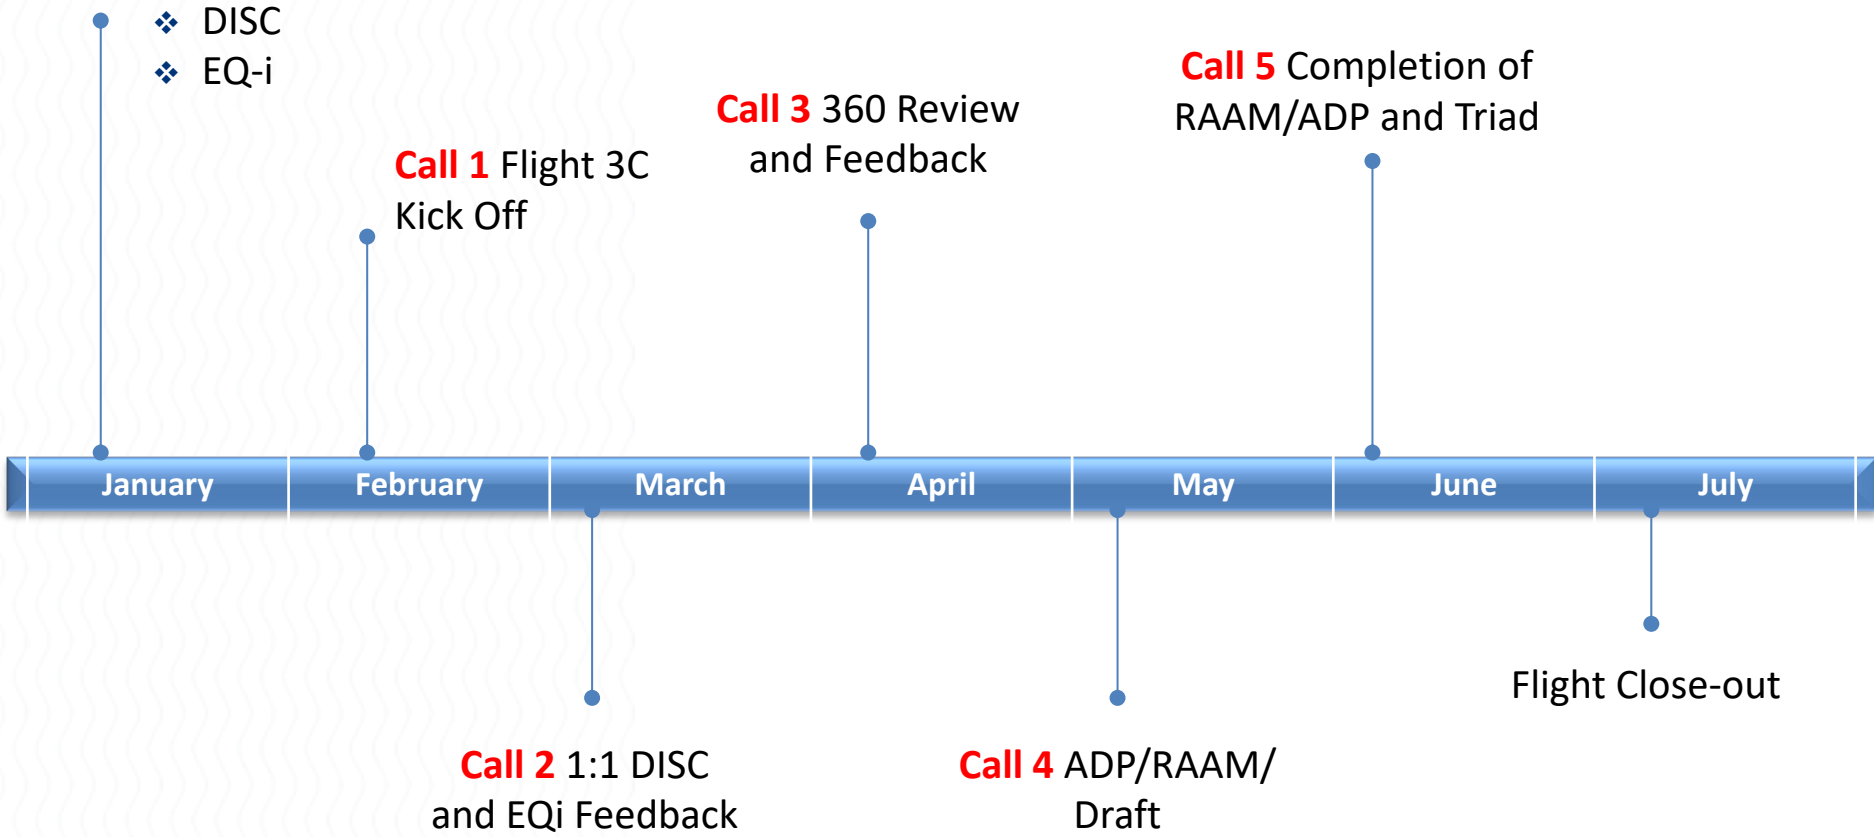 ❖ DISC
❖ EQ-i
Call 1 Flight 3C
Kick Off
Call 3 360 Review
and Feedback
Call 5 Completion of
RAAM/ADP and Triad
January February March April May June July
Call 2 1:1 DISC
and EQi Feedback
Call 4 ADP/RAAM/
Draft
Flight Close-out